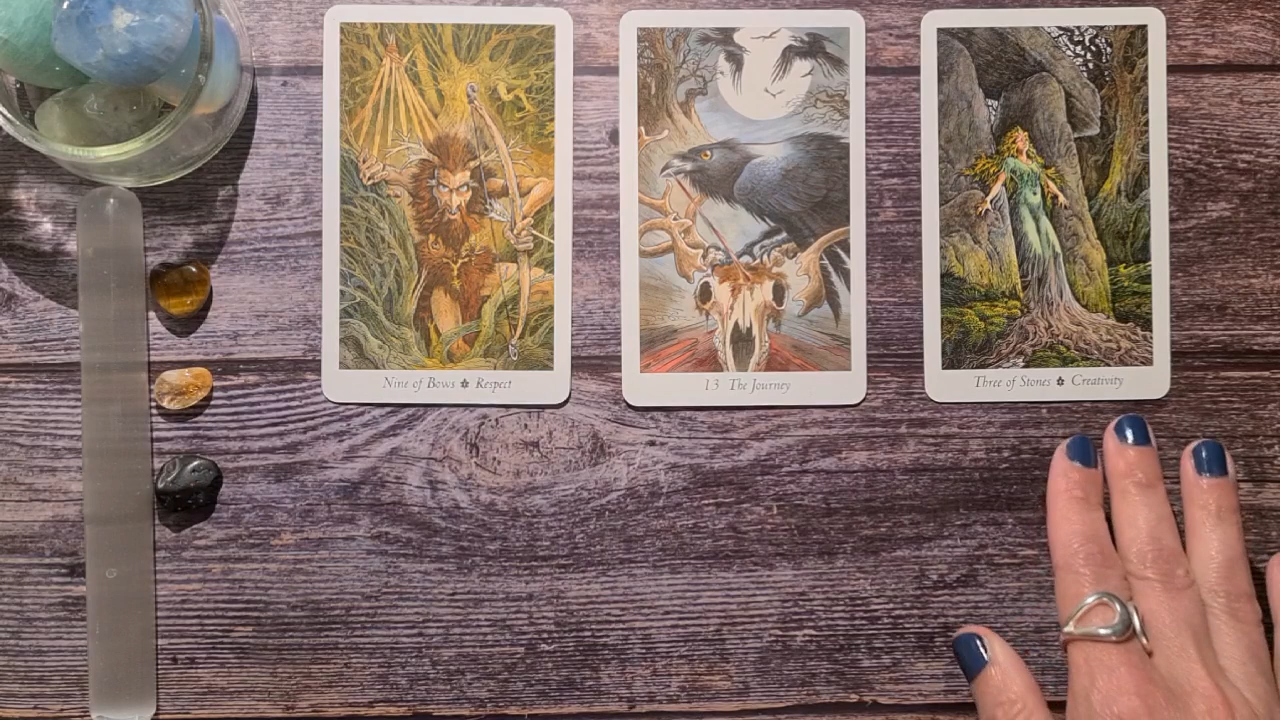 Nine of Bows ✽ Respect
13 The Journey
Three of Stones ✽ Creativity